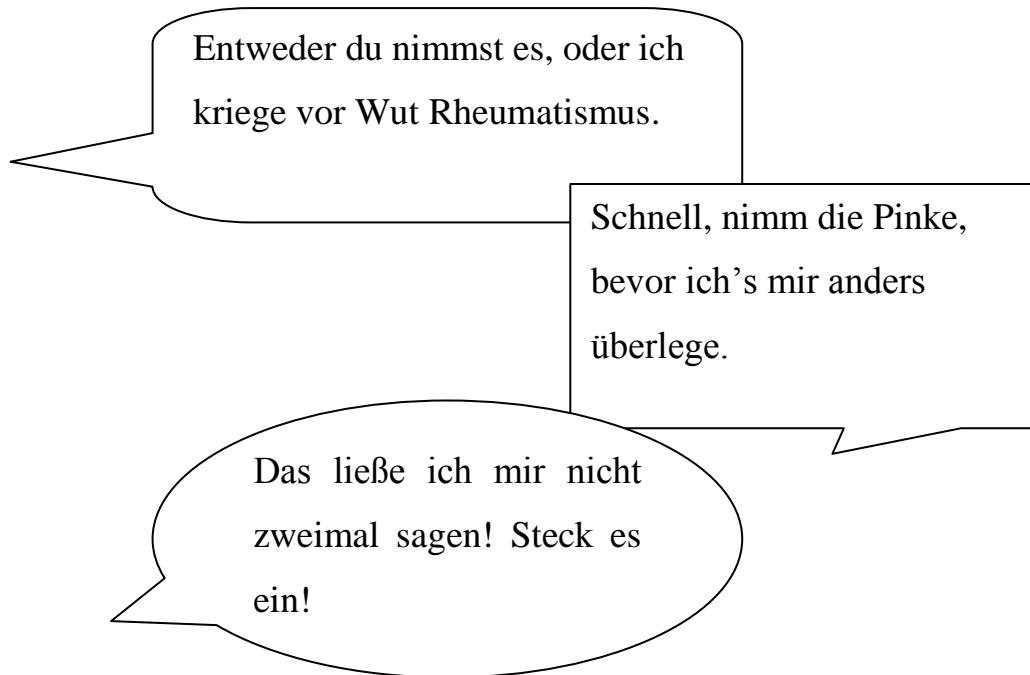 Entweder du nimmst es, oder ich
kriege vor Wut Rheumatismus.
Schnell, nimm die Pinke,
bevor ich’s mir anders
überlege.
Das ließe ich mir nicht
zweimal sagen! Steck es
ein!